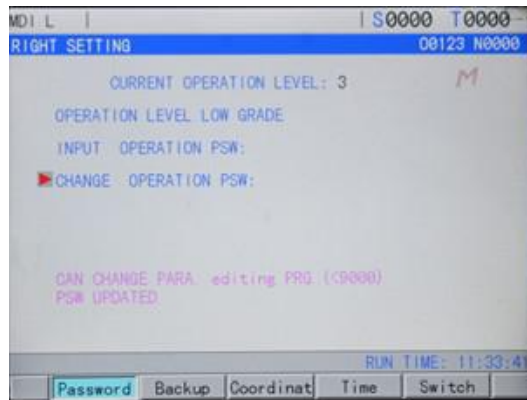 MDI L S0000 T0000
RIGHT SETTING O0123 N0000
CURRENT OPERATION LEVEL: 3
M
OPERATION LEVEL LOW GRADE
INPUT OPERATION PSW:
CHANGE OPERATION PSW:
CAN CHANGE PARA. editing PRG.(<9000)
PSW UPDATED
RUN TIME: 11:33:41
Password Backup Coordinat Time Switch